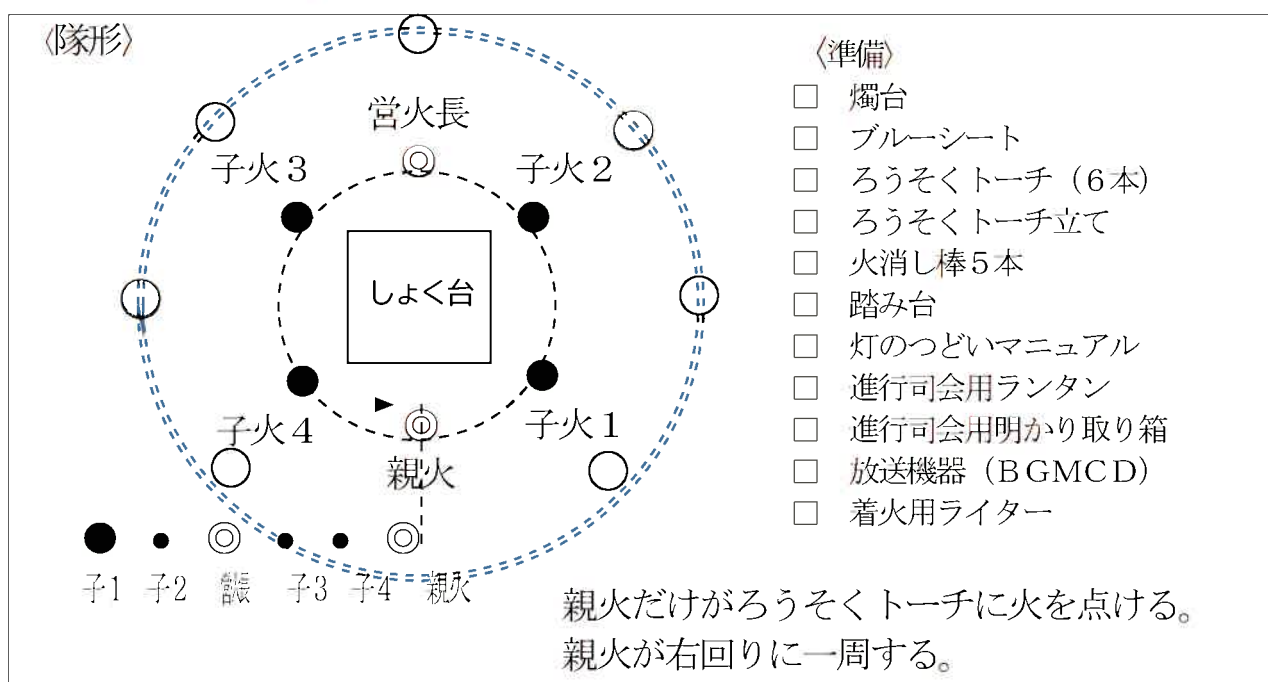 〈隊形〉
営火長
子火３
子火２
しょく台
子火４
子火１
親火
子1 子2 営長 子3 子4 親火
〈準備〉
□ 燭台
□ ブルーシート
□ ろうそくトーチ（６本）
□ ろうそくトーチ立て
□ 火消し棒５本
□ 踏み台
□ 灯のつどいマニュアル
□ 進行司会用ランタン
□ 進行司会用明かり取り箱
□ 放送機器（ＢＧＭＣＤ）
□ 着火用ライター
親火だけがろうそくトーチに火を点ける。
親火が右回りに一周する。